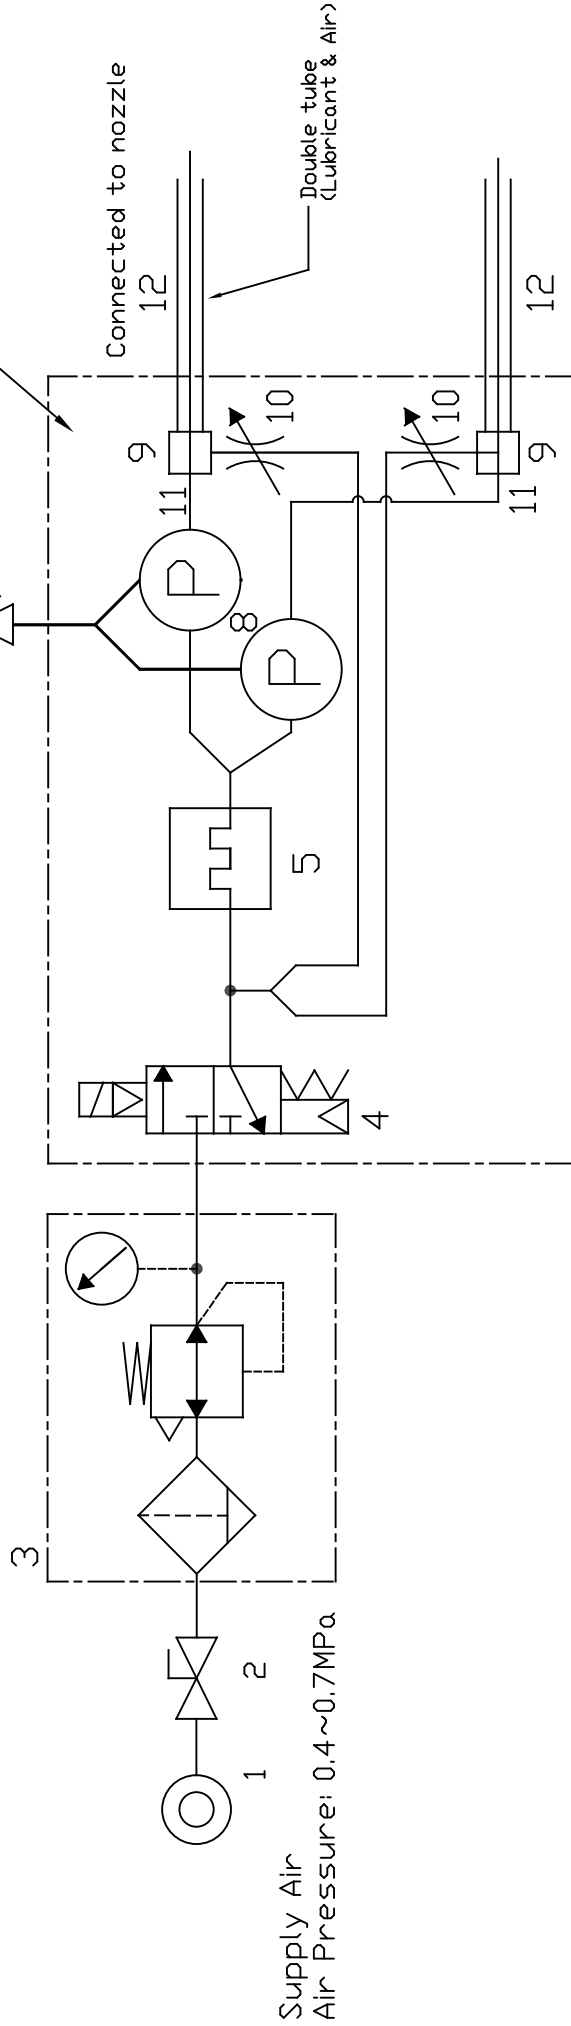 Supply Air
Air Pressure: 0.4~0.7MPa
1
2
3
4
5
P
P
8
11
9
10
12
Connected to nozzle
Double tube
(Lubricant & Air)
11
9
10
12